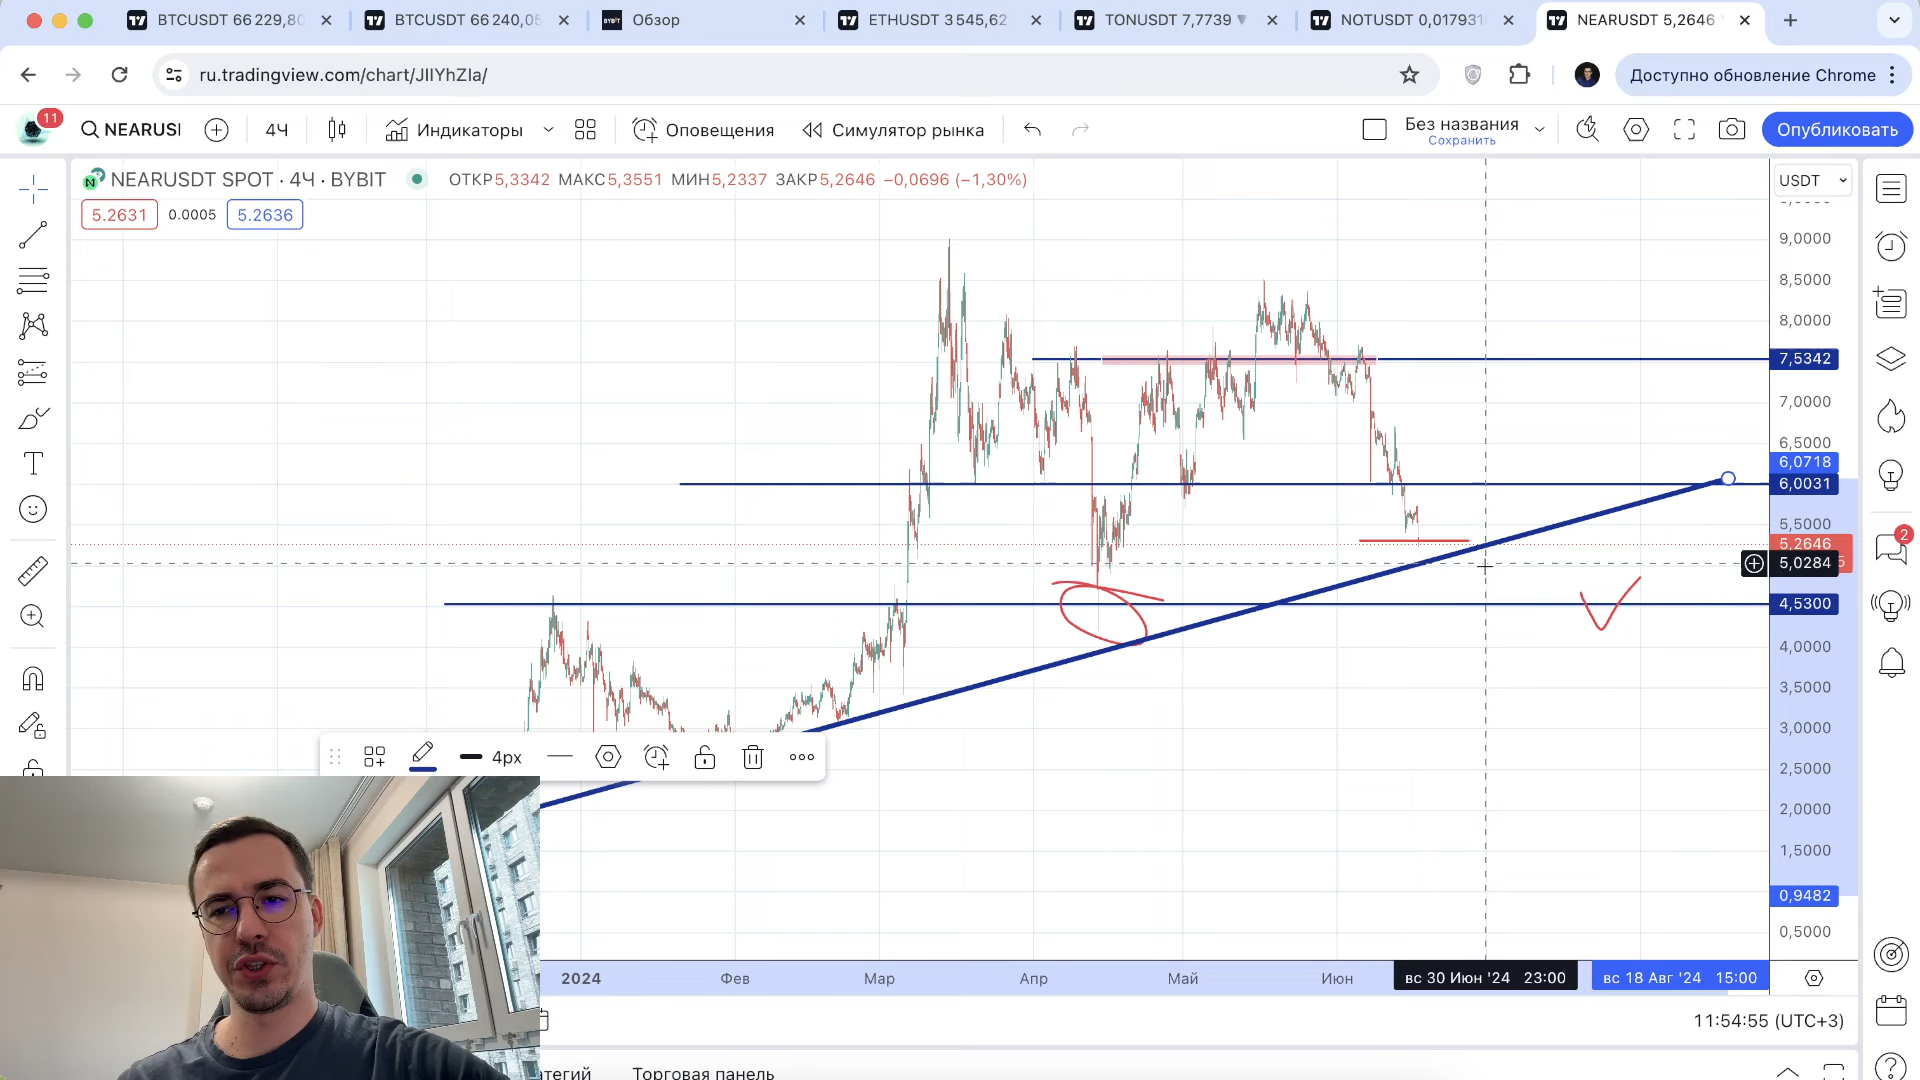 BTCUSDT 66 229,80
BTCUSDT 66 240,05
Обзор
ETHUSDT 3 545,62
TONUSDT 7,7739 ▼
NOTUSDT 0,017931
NEARUSDT 5,2646
ru.tradingview.com/chart/JIIYhZIa/
Доступно обновление Chrome
11
NEARUSI
4Ч
Индикаторы
Оповещения
Симулятор рынка
Без названия
Сохранить
Опубликовать
NEARUSDT SPOT · 4Ч · BYBIT
ОТКР5,3342 МАКС5,3551 МИН5,2337 ЗАКР5,2646 −0,0696 (−1,30%)
USDT
5.2631
0.0005
5.2636
9,0000
8,5000
8,0000
7,5342
7,0000
6,5000
6,0718
6,0031
5,5000
5,2646
5,0284
4,5300
4,0000
3,5000
3,0000
2,5000
2,0000
1,5000
0,9482
0,5000
2
4px
2024
Фев
Мар
Апр
Май
Июн
вс 30 Июн '24 23:00
вс 18 Авг '24 15:00
11:54:55 (UTC+3)
Торговая панель